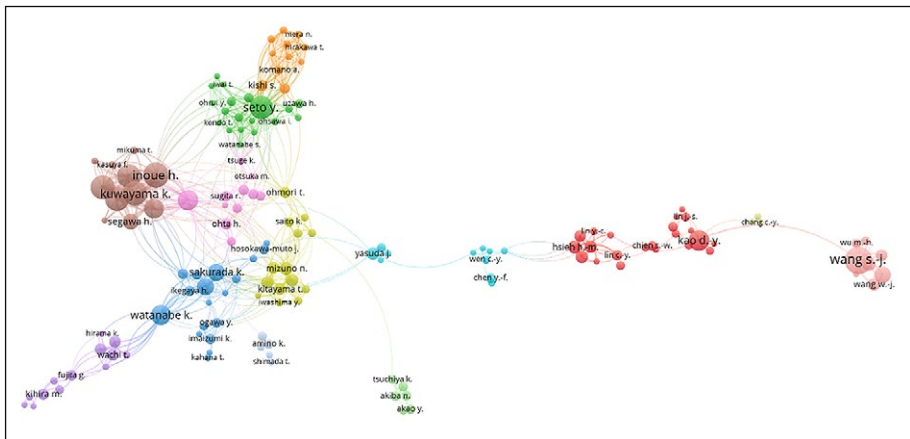 niera n.
hirakawa t.
komano a.
iwai t.
kishi s.
ohrui y.
seto y.
uzawa h.
kondo t.
ohsawa i.
watanabe s.
mikuma t.
tsuge k.
kasuya f.
inoue h.
otsuka m.
kuwayama k.
sugita r.
ohmori t.
segawa h.
ohta h.
saito k.
hosokawa-muto j.
yasuda j.
sakurada k.
mizuno n.
ikegaya h.
kitayama t.
iwashima y.
watanabe k.
ogawa y.
imaizumi k.
amino k.
kahana t.
shimada t.
hirama k.
wachi t.
fujita g.
kihira m.
tsuchiya k.
akiba n.
akao y.
wen c.-y.
chen y.-f.
lin y.-c.
hsieh h.-m.
lin c.-y.
chien s.-w.
lin j.-s.
kao d.-y.
chang c.-y.
wu m.-h.
wang s.-j.
wang w.-j.